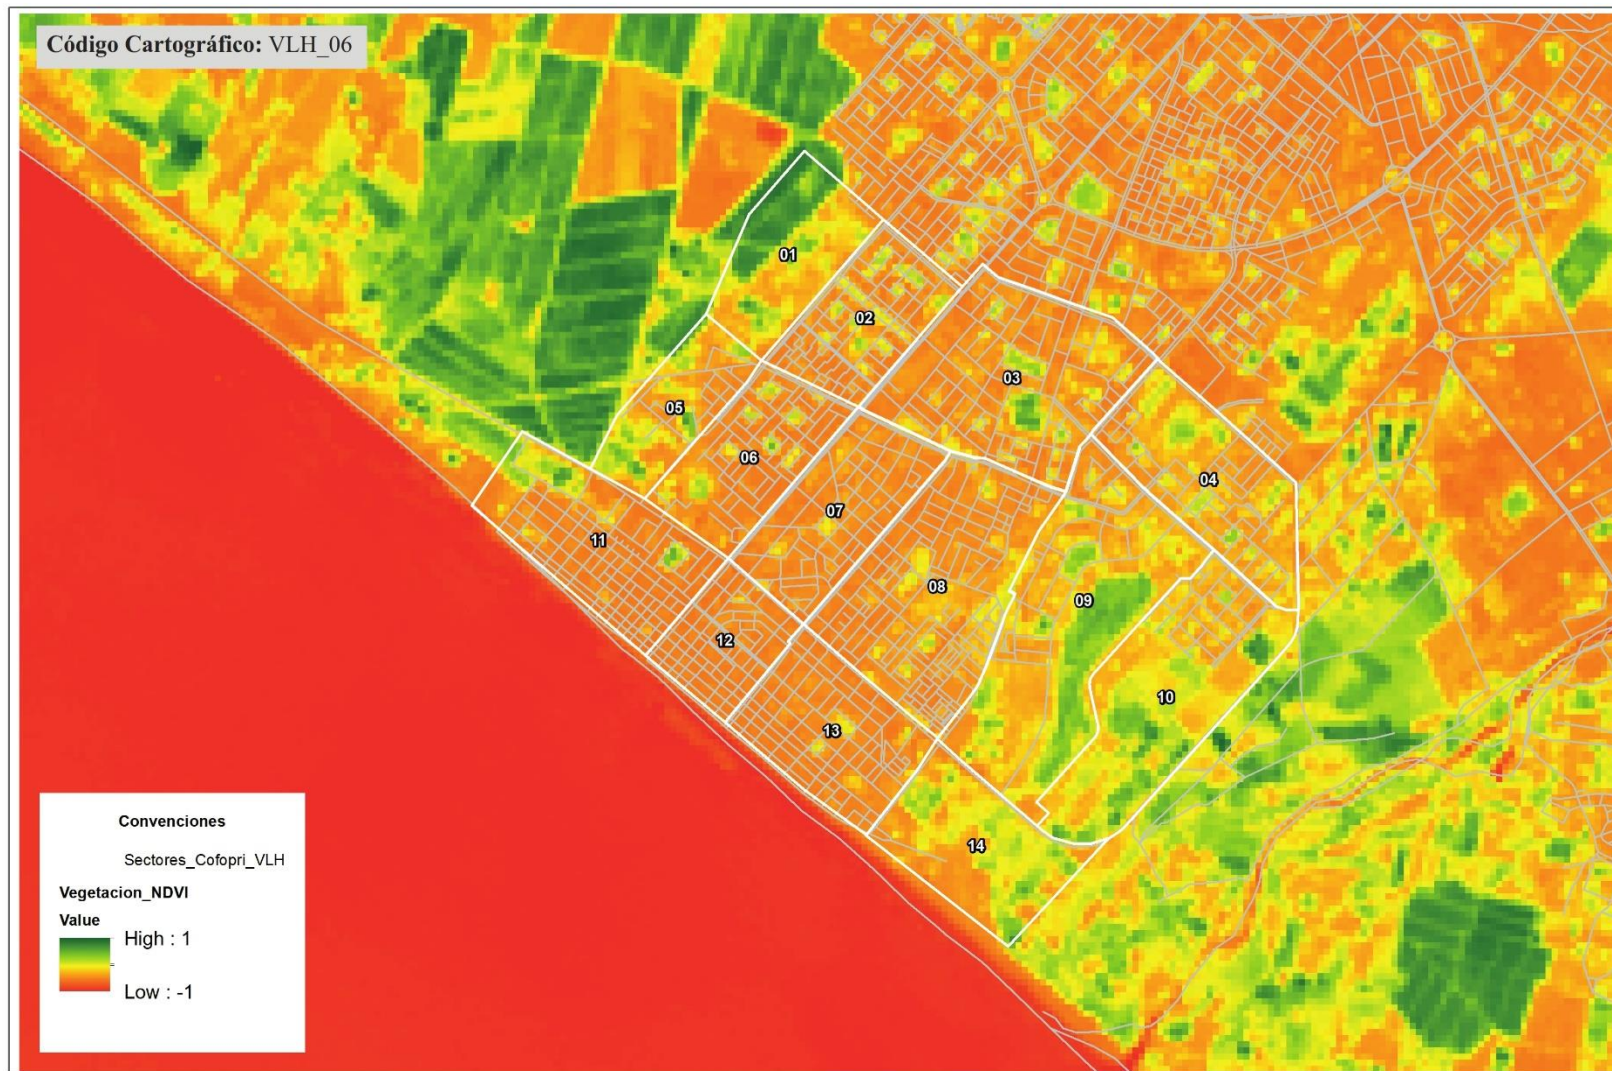 Código Cartográfico: VLH_06
01
02
03
04
05
06
07
08
09
10
11
12
13
14
Convenciones
Sectores_Cofopri_VLH
Vegetacion_NDVI
Value
High : 1
Low : -1